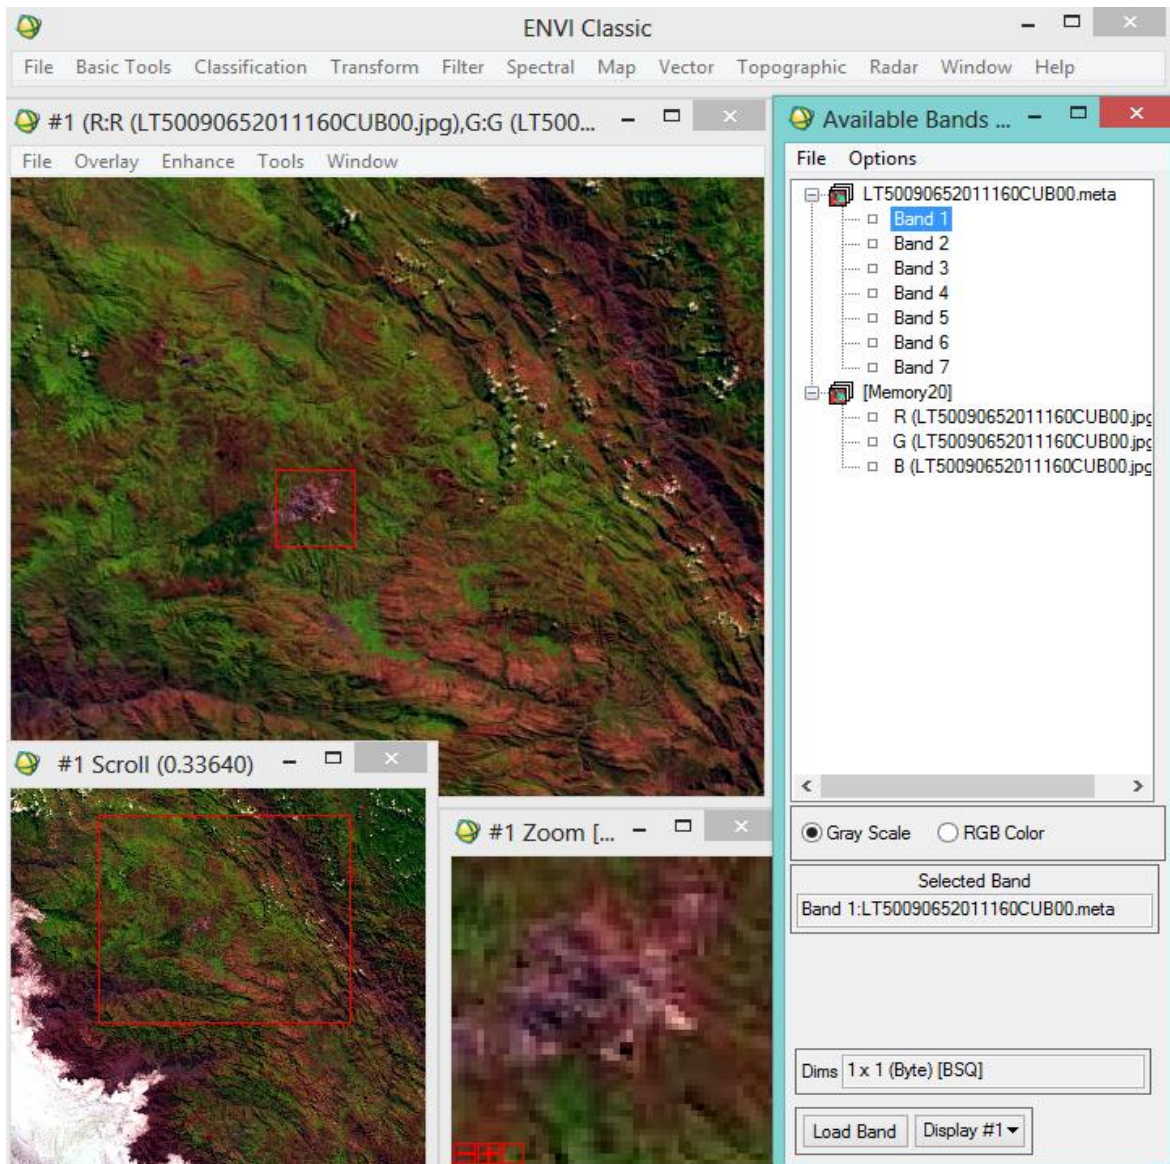 ENVI Classic
File Basic Tools Classification Transform Filter Spectral Map Vector Topographic Radar Window Help
#1 (R:R (LT50090652011160CUB00.jpg),G:G (LT500...
File Overlay Enhance Tools Window
#1 Scroll (0.33640)
#1 Zoom [...
Available Bands ...
File Options
LT50090652011160CUB00.meta
Band 1
Band 2
Band 3
Band 4
Band 5
Band 6
Band 7
[Memory20]
R (LT50090652011160CUB00.jpg
G (LT50090652011160CUB00.jpg
B (LT50090652011160CUB00.jpg
Gray Scale RGB Color
Selected Band
Band 1:LT50090652011160CUB00.meta
Dims 1 x 1 (Byte) [BSQ]
Load Band Display #1